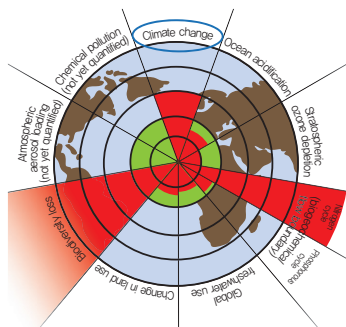 Climate change
Ocean acidification
Stratospheric
ozone depletion
Nitrogen
cycle
(biogeochemical
flow boundary)
Phosphorous
cycle
Global
freshwater use
Change in land use
Biodiversity loss
Atmospheric
aerosol loading
(not yet quantified)
Chemical pollution
(not yet quantified)